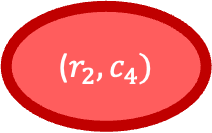 (r₂, c₄)